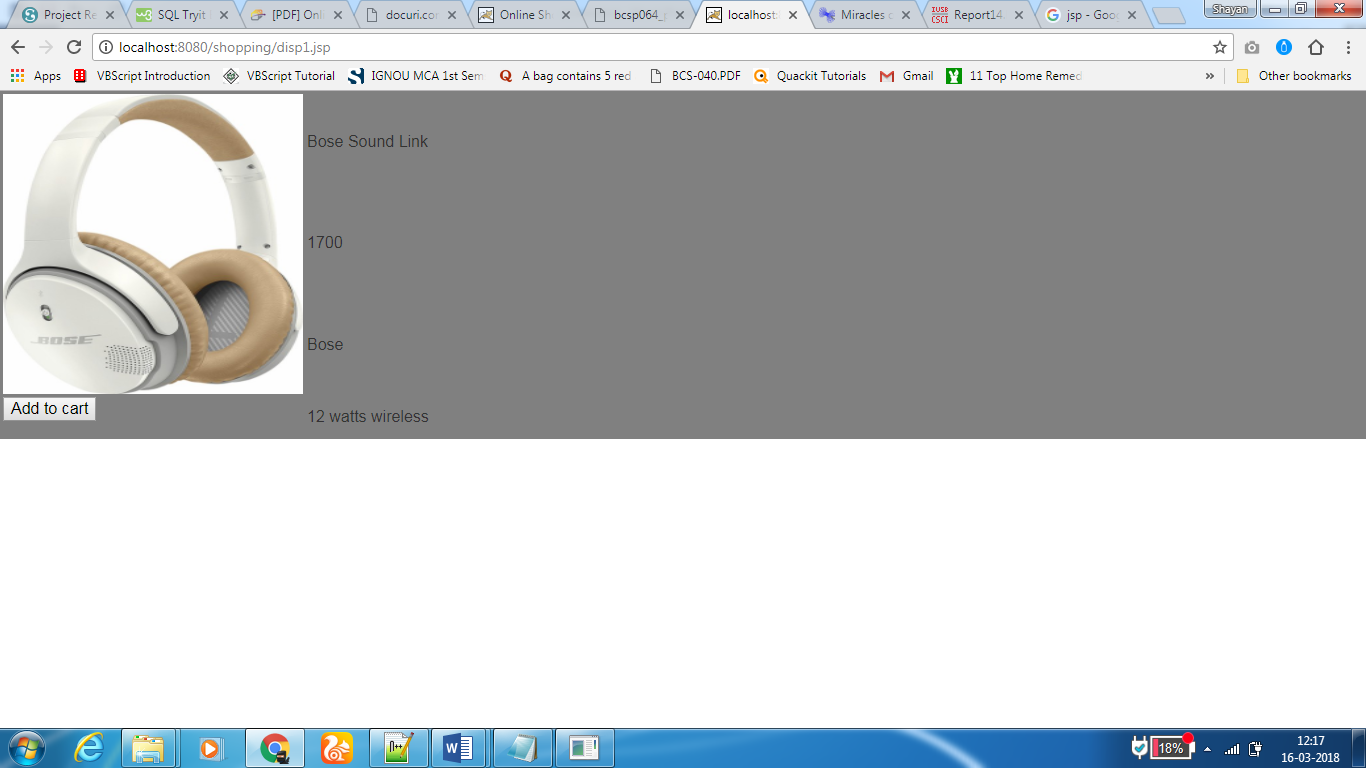 Project Re
SQL Tryit
[PDF] Onl
docuri.cor
Online Sh
bcsp064_
localhost:
Miracles
IUSB CSCI
Report14
jsp - Goo
Shayan
localhost:8080/shopping/disp1.jsp
Apps
VBScript Introduction
VBScript Tutorial
IGNOU MCA 1st Sem
A bag contains 5 red
BCS-040.PDF
Quackit Tutorials
Gmail
11 Top Home Remed
»
Other bookmarks
Bose Sound Link
1700
BOSE
Bose
Add to cart
12 watts wireless
18%
12:17
16-03-2018